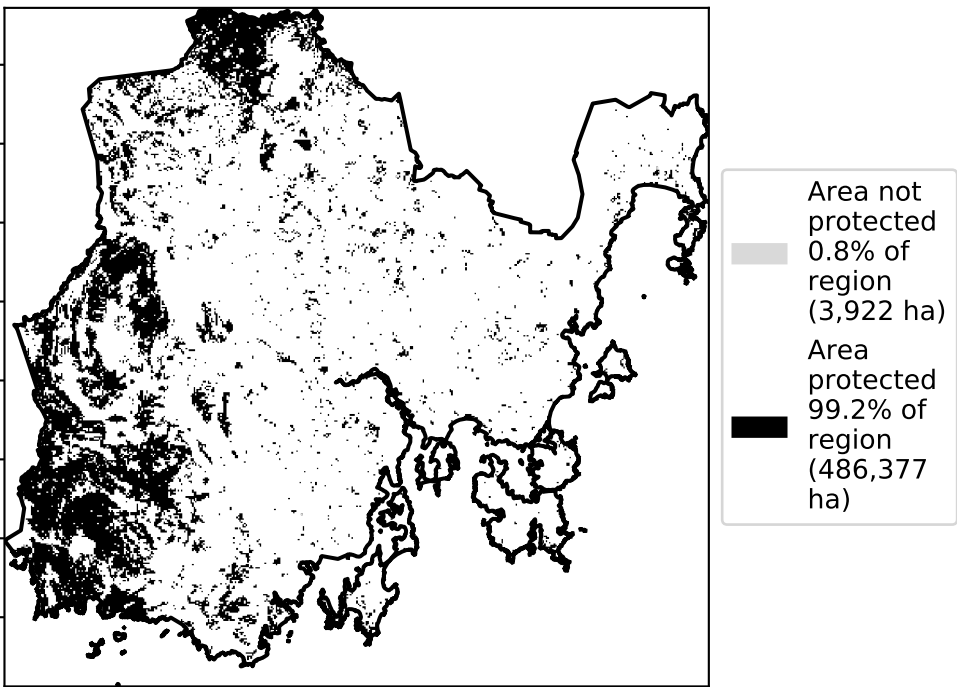 Area not
protected
0.8% of
region
(3,922 ha)
Area
protected
99.2% of
region
(486,377
ha)